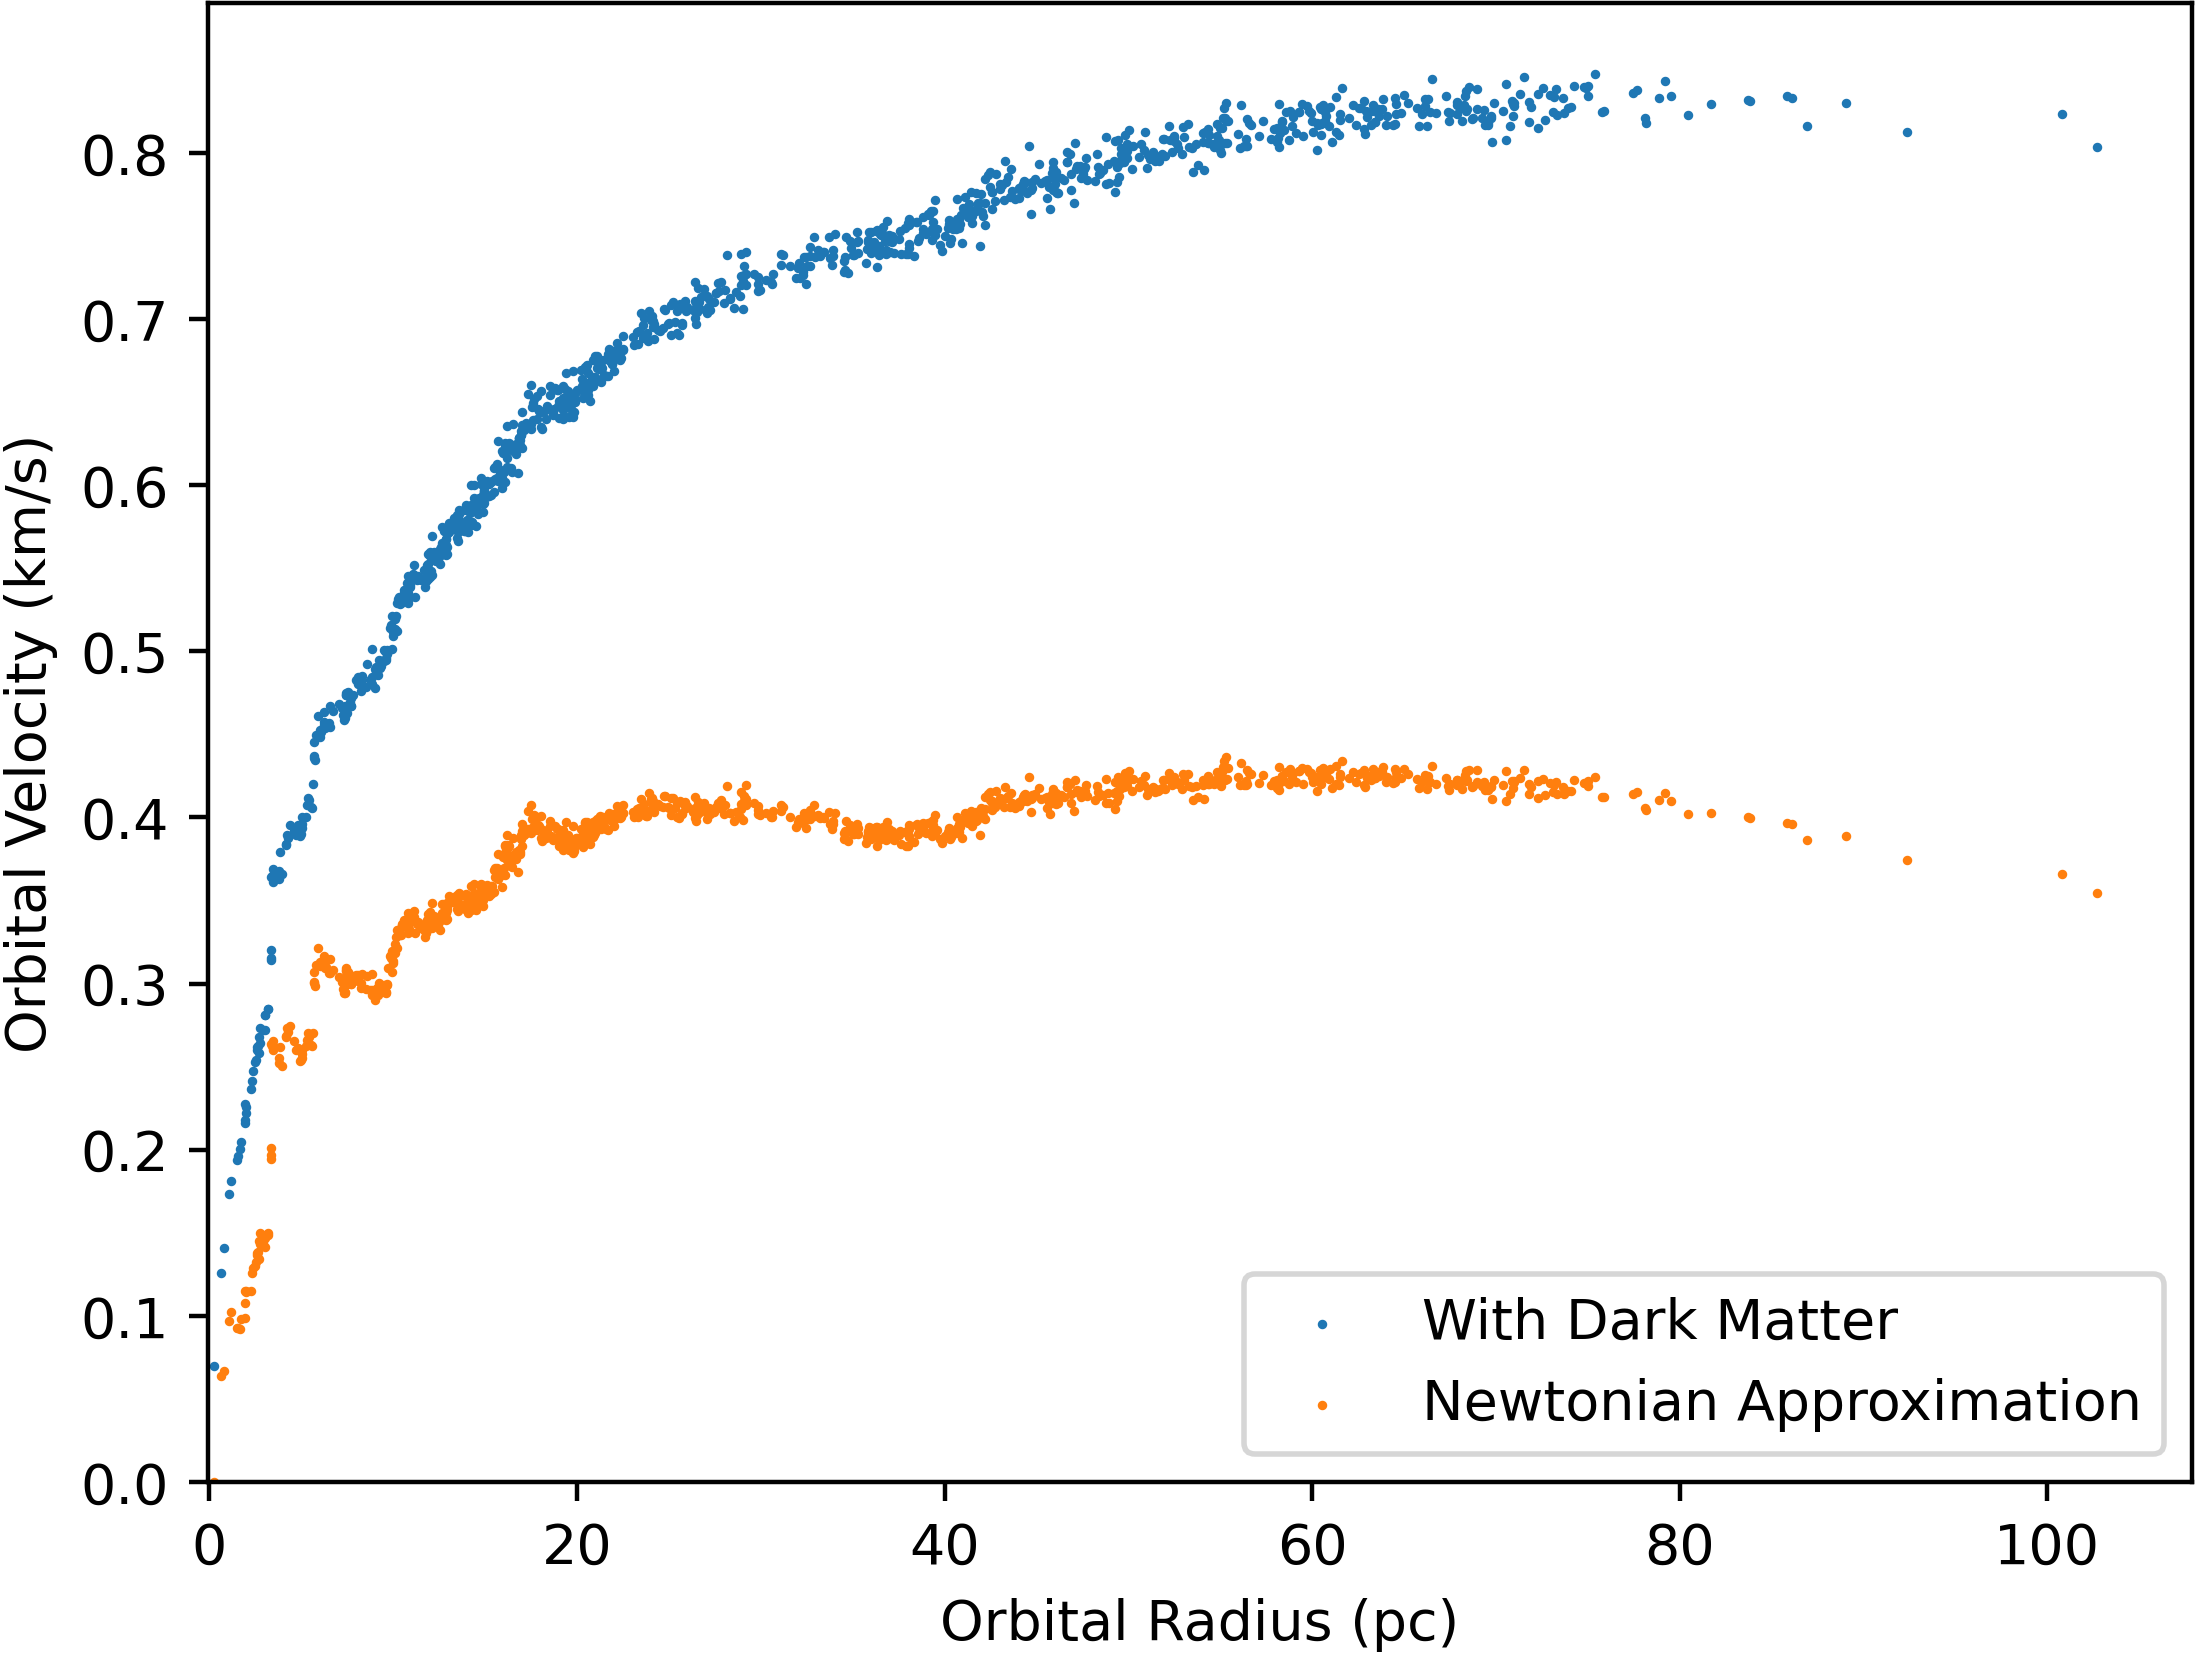 0.8
0.7
0.6
0.5
0.4
0.3
0.2
0.1
0.0
Orbital Velocity (km/s)
With Dark Matter
Newtonian Approximation
0 20 40 60 80 100
Orbital Radius (pc)